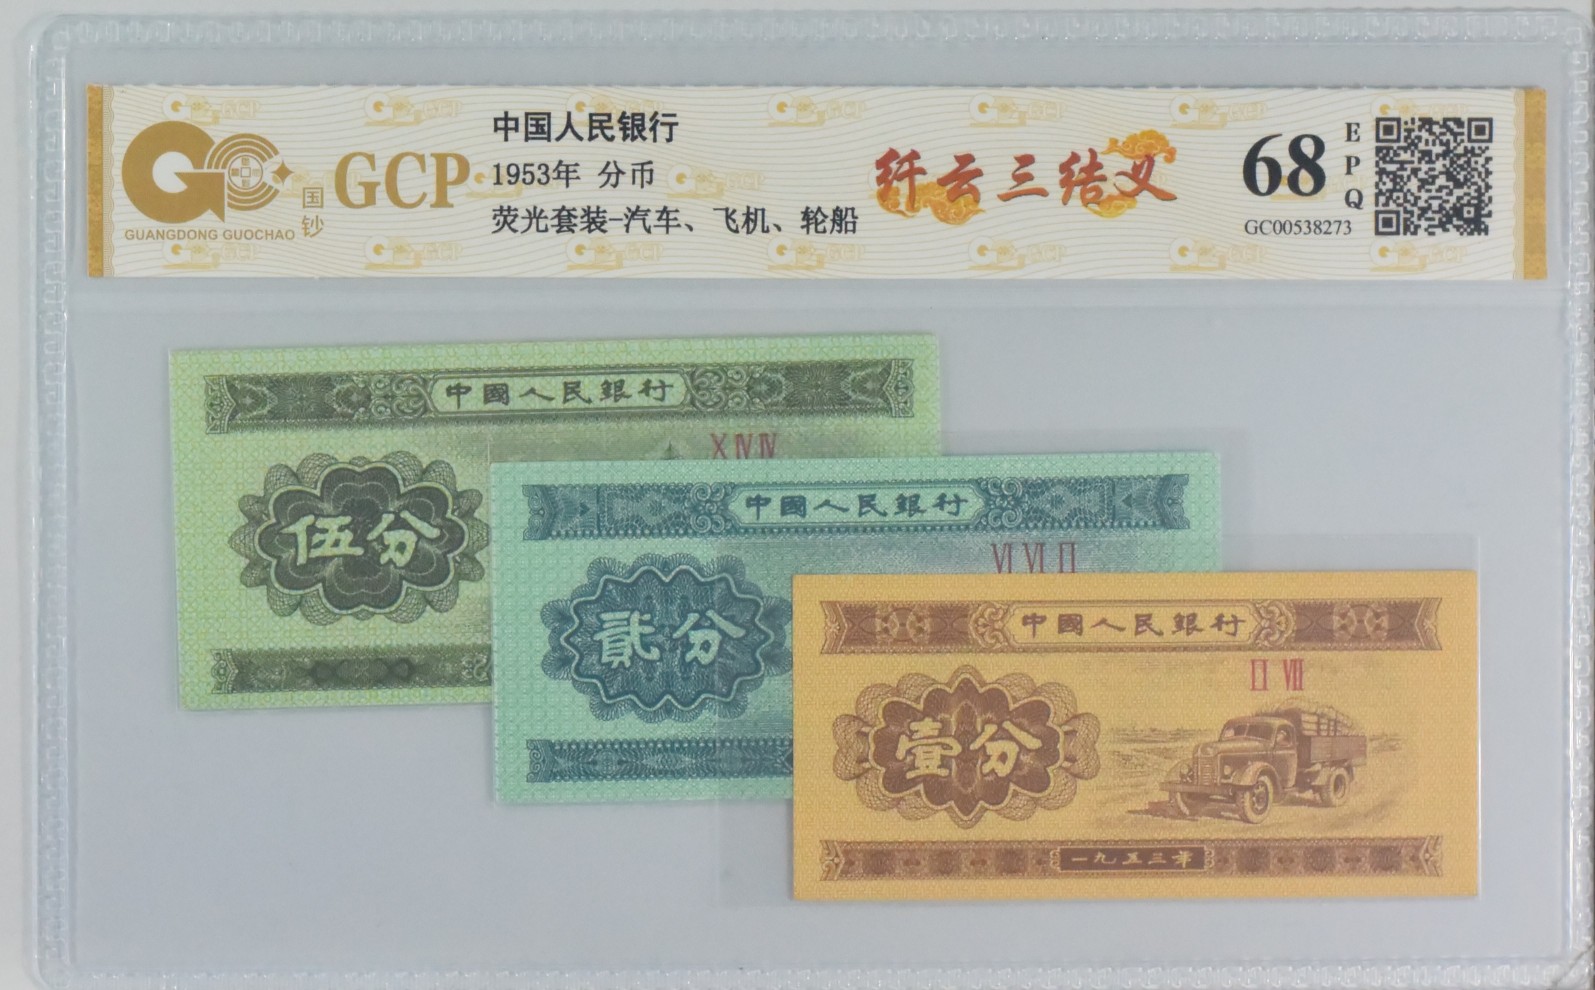 GC
国钞
GUANGDONG GUOCHAO
GCP
中国人民银行
1953年 分币
荧光套装-汽车、飞机、轮船
纤云三结义
68
EPQ
GC00538273
中國人民銀行
XIVIV
伍分
中國人民銀行
VI VI II
貳分
中國人民銀行
II VII
壹分
一九五三年